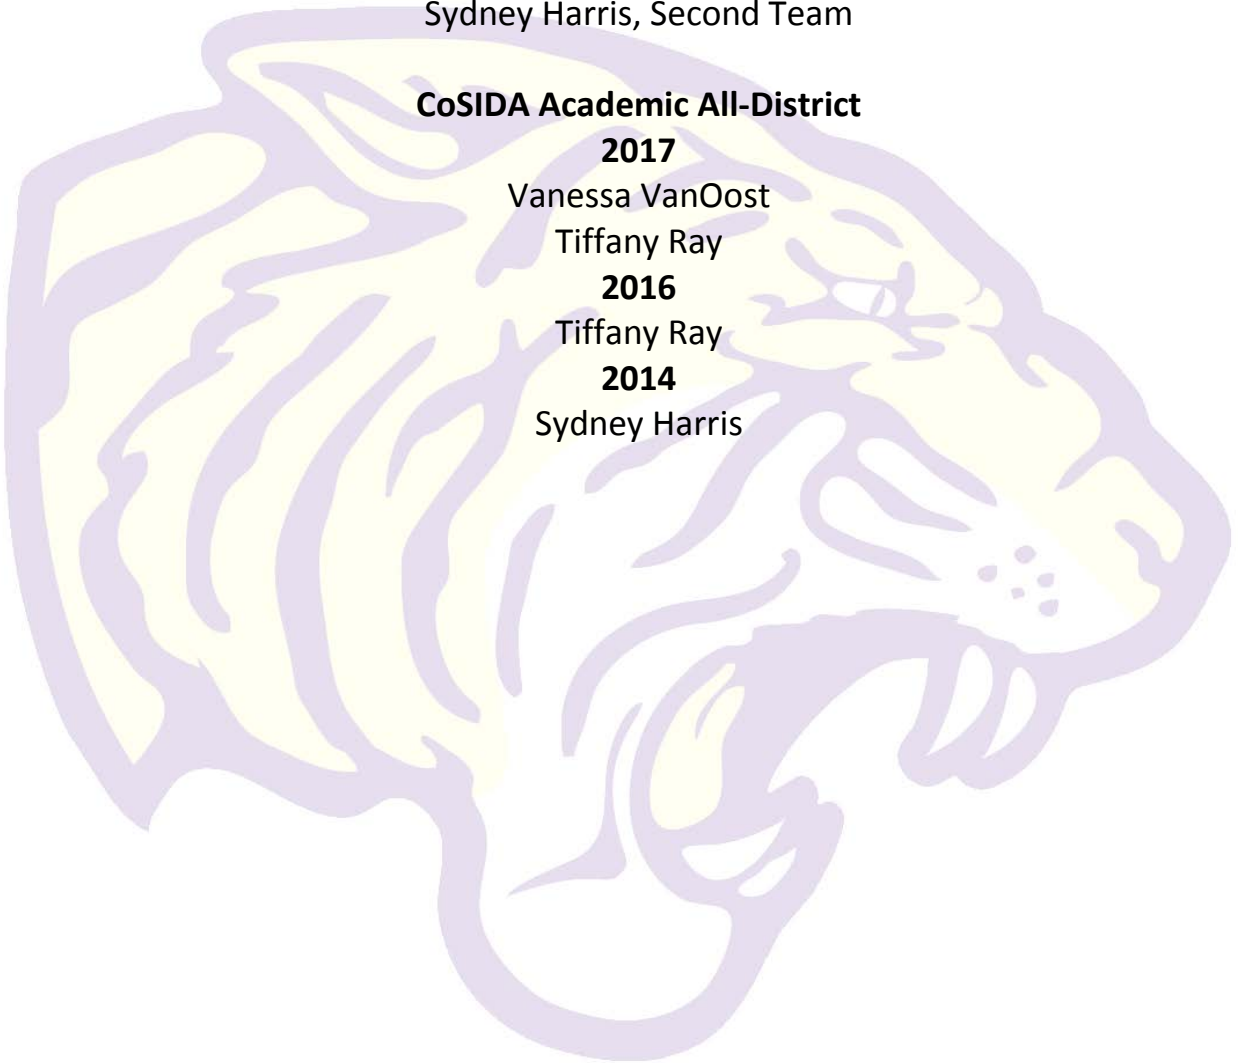 Sydney Harris, Second Team
CoSIDA Academic All-District
2017
Vanessa VanOost
Tiffany Ray
2016
Tiffany Ray
2014
Sydney Harris